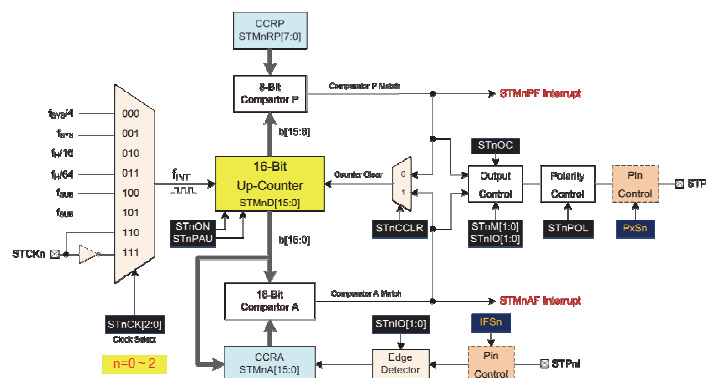 CCRP
STMnRP[7:0]
8-Bit
Compartor P
Comparator P Match
STMnPF Interrupt
b[15:8]
fSYS/4
fSYS
fH/16
fH/64
fSUB
fSUB
STCKn
000
001
010
011
100
101
110
111
fINT
16-Bit
Up-Counter
STMnD[15:0]
Counter Clear
0
1
STnOC
Output
Control
Polarity
Control
Pin
Control
STP
STnON
STnPAU
STnCCLR
STnM[1:0]
STnIO[1:0]
STnPOL
PxSn
b[15:0]
16-Bit
Compartor A
Comparator A Match
STMnAF Interrupt
STnCK[2:0]
Clock Select
n=0 ~ 2
STnIO[1:0]
IFSn
CCRA
STMnA[15:0]
Edge
Detector
Pin
Control
STPnI